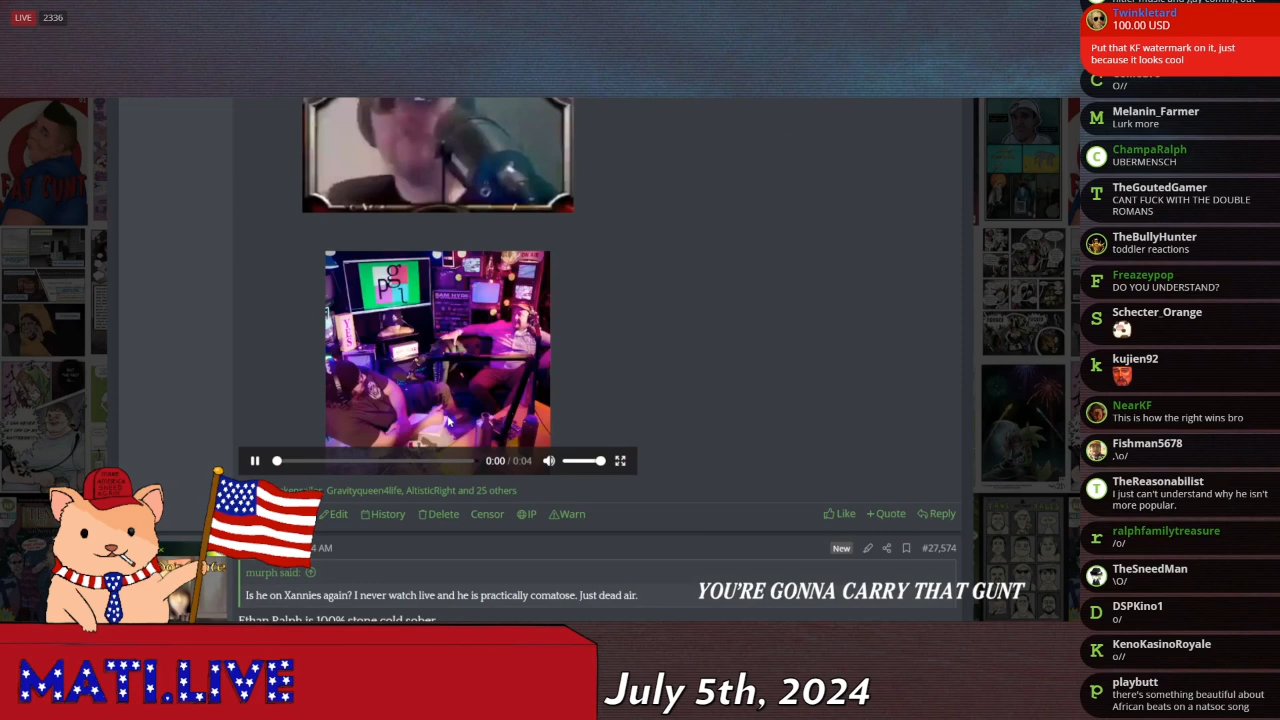 LIVE 2336
FAT CUNT
pg
l
SAM HYDE
0:00 / 0:04
Gravityqueen4life, AltisticRight and 25 others
Edit History Delete Censor IP Warn
Like + Quote Reply
AM
New #27,574
murph said:
Is he on Xannies again? I never watch live and he is practically comatose. Just dead air.
Ethan Ralph is 100% stone cold sober
YOU'RE GONNA CARRY THAT GUNT
MATI.LIVE
July 5th, 2024
Twinkletard
100.00 USD
Put that KF watermark on it, just
because it looks cool
C
O//
M Melanin_Farmer
Lurk more
C ChampaRalph
UBERMENSCH
T TheGoutedGamer
CANT FUCK WITH THE DOUBLE
ROMANS
TheBullyHunter
toddler reactions
F Freazeypop
DO YOU UNDERSTAND?
S Schecter_Orange
k kujien92
NearKF
This is how the right wins bro
Fishman5678
,\o/
T TheReasonabilist
I just can't understand why he isn't
more popular.
r ralphfamilytreasure
/o/
TheSneedMan
\O/
D DSPKino1
o/
K KenoKasinoRoyale
o//
p playbutt
there's something beautiful about
African beats on a natsoc song